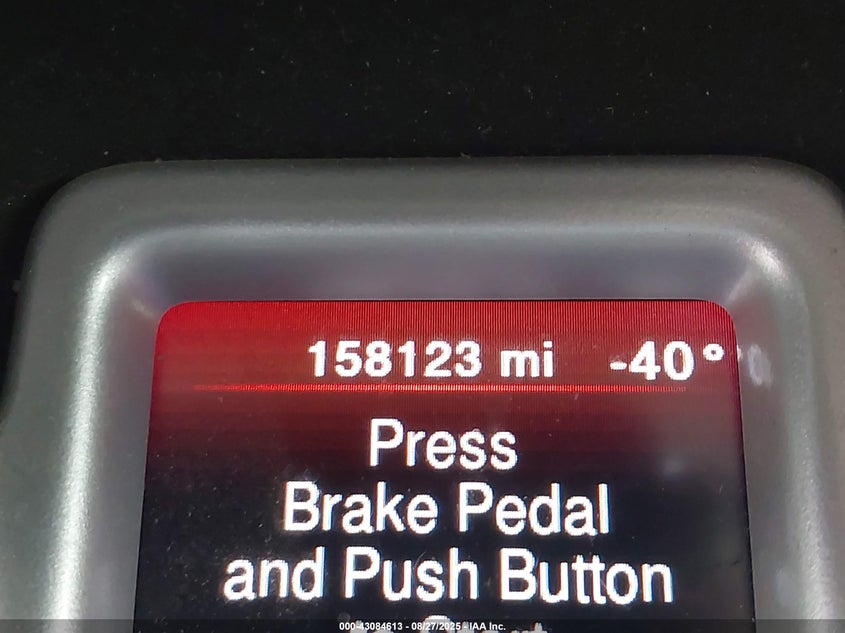 158123 mi -40°
Press
Brake Pedal
and Push Button
000-43084613 - 08/27/2025 - IAA Inc.